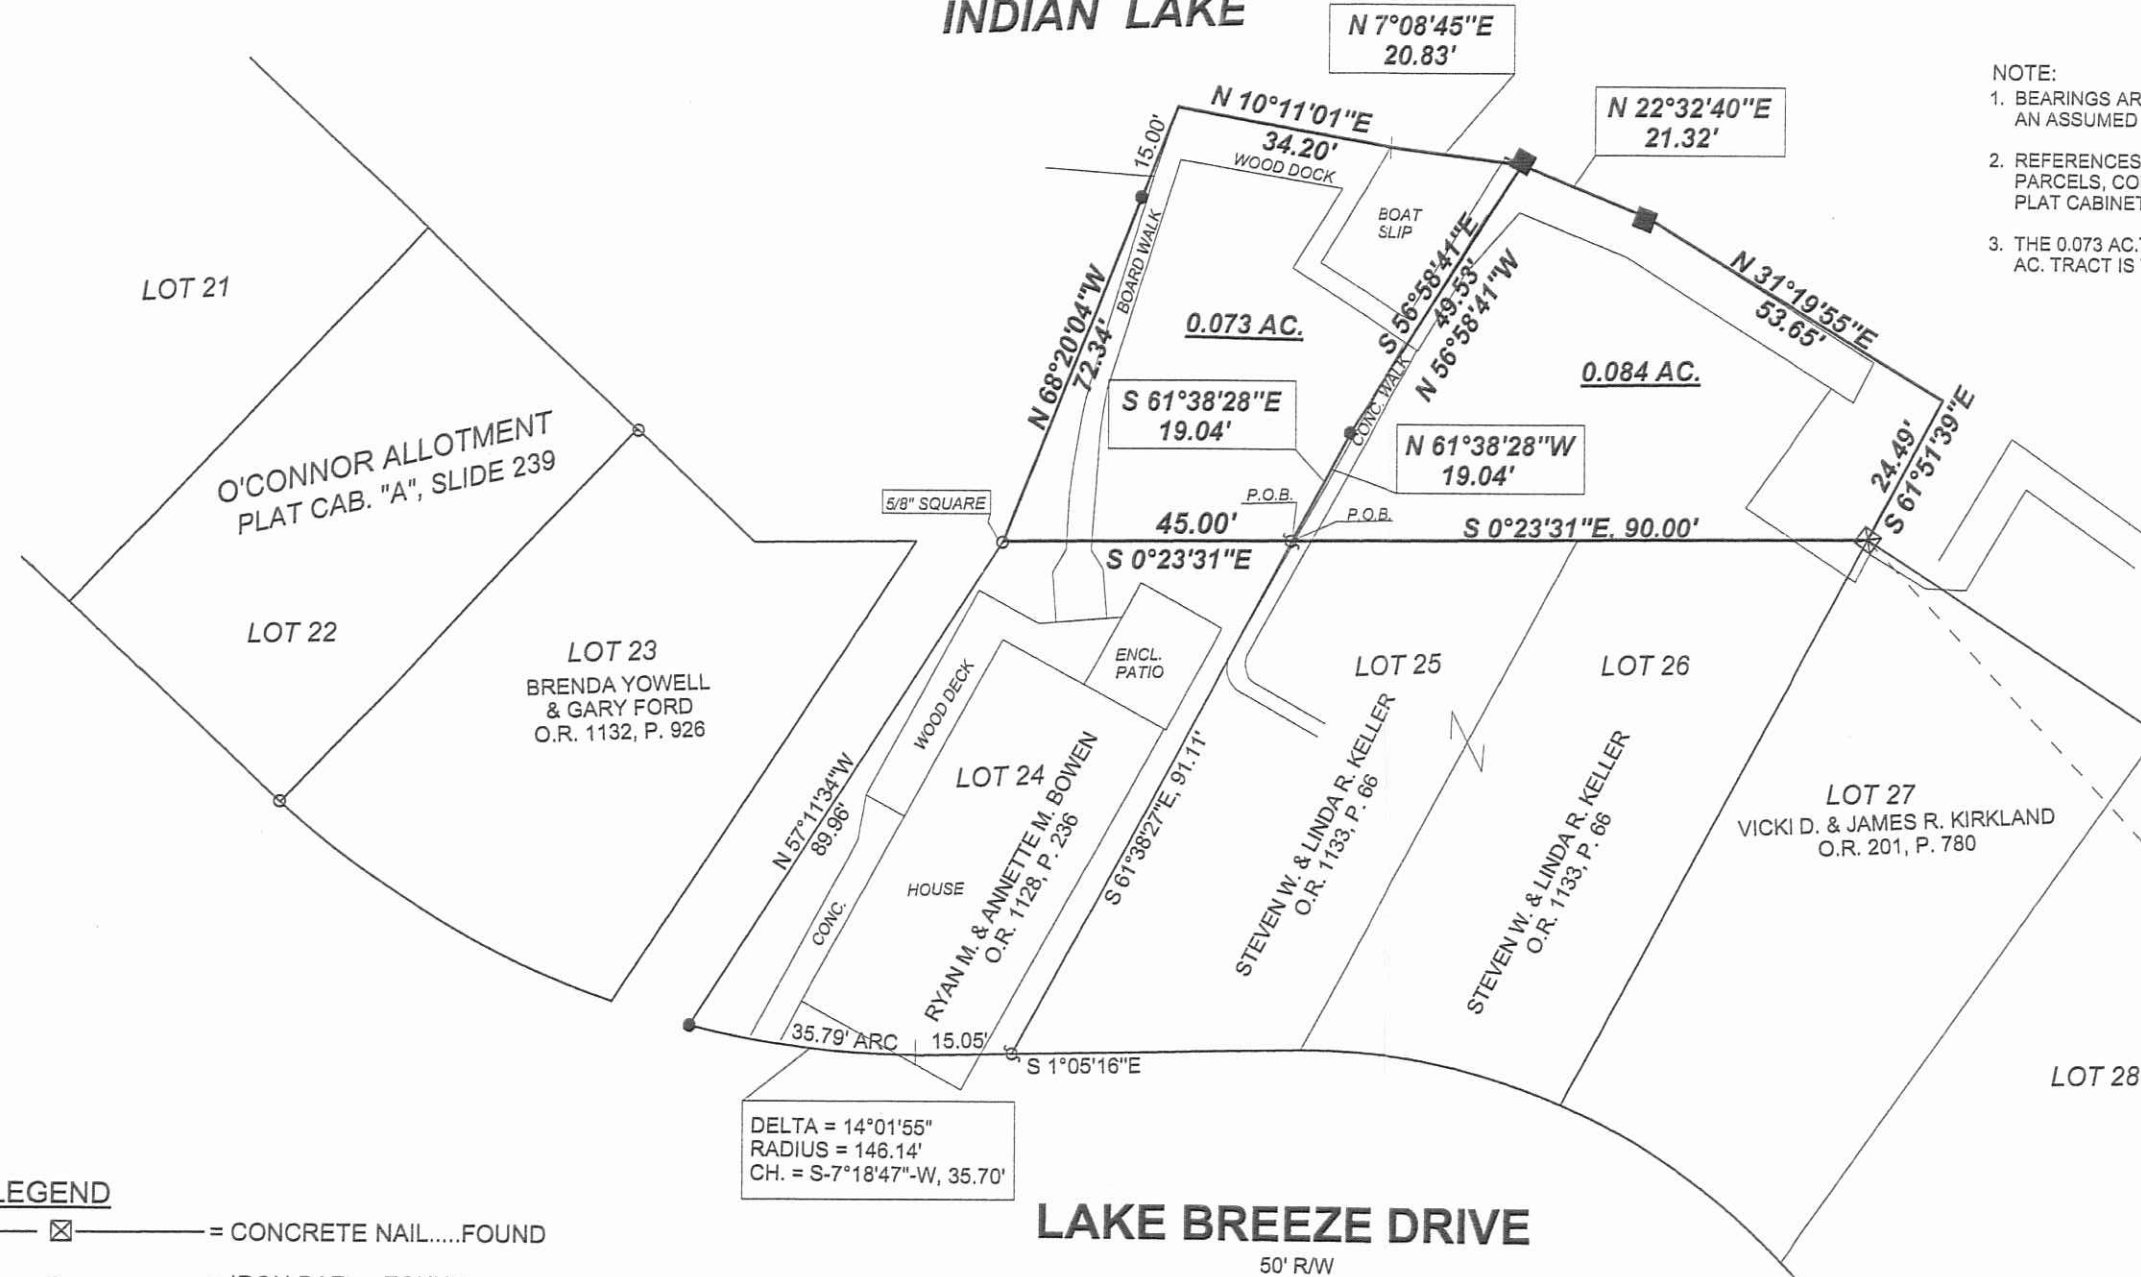 INDIAN LAKE
N 7°08'45"E
20.83'
N 22°32'40"E
21.32'
NOTE:
1. BEARINGS AR
AN ASSUMED
2. REFERENCES
PARCELS, CO
PLAT CABINET
3. THE 0.073 AC.
AC. TRACT IS
N 10°11'01"E
34.20'
WOOD DOCK
15.00'
BOARD WALK
BOAT
SLIP
S 56°58'41"E
49.53'
N 56°58'41"W
N 31°19'55"E
53.65'
LOT 21
N 68°20'04"W
72.34'
0.073 AC.
0.084 AC.
S 61°38'28"E
19.04'
CONC. WALK
N 61°38'28"W
19.04'
24.49'
S 61°51'39"E
O'CONNOR ALLOTMENT
PLAT CAB. "A", SLIDE 239
5/8" SQUARE
P.O.B.
P.O.B.
45.00'
S 0°23'31"E
S 0°23'31"E, 90.00'
LOT 22
LOT 23
BRENDA YOWELL
& GARY FORD
O.R. 1132, P. 926
WOOD DECK
ENCL.
PATIO
LOT 25
LOT 26
N 57°11'34"W
89.96'
LOT 24
RYAN M. & ANNETTE M. BOWEN
O.R. 1128, P. 236
S 61°38'27"E, 91.11'
STEVEN W. & LINDA R. KELLER
O.R. 1133, P. 66
STEVEN W. & LINDA R. KELLER
O.R. 1133, P. 66
LOT 27
VICKI D. & JAMES R. KIRKLAND
O.R. 201, P. 780
HOUSE
CONC.
35.79' ARC
15.05'
S 1°05'16"E
LOT 28
DELTA = 14°01'55"
RADIUS = 146.14'
CH. = S-7°18'47"-W, 35.70'
LEGEND
= CONCRETE NAIL.....FOUND
LAKE BREEZE DRIVE
50' R/W